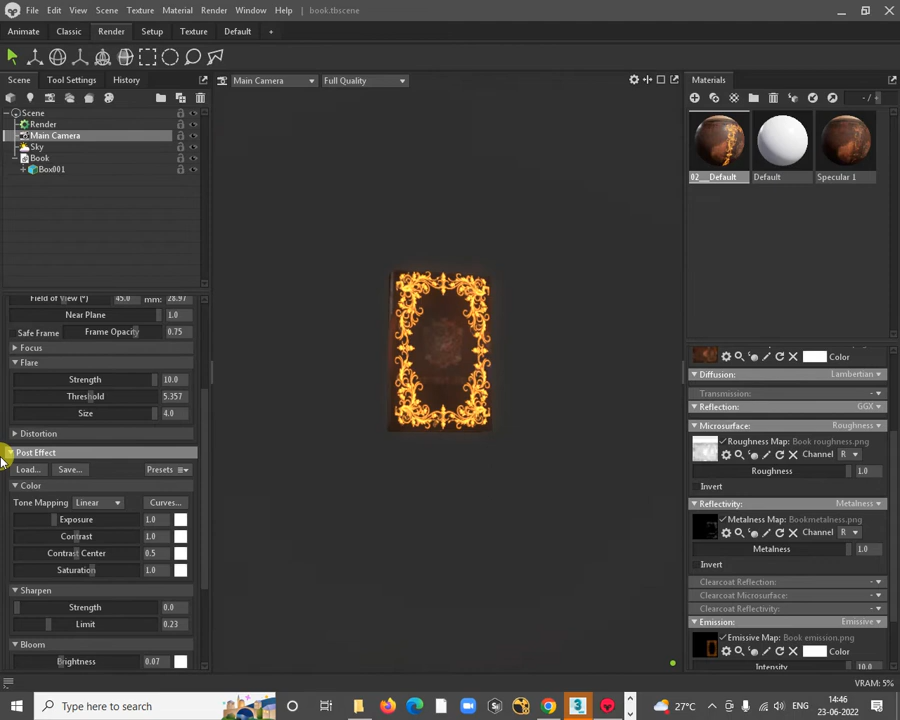 File Edit View Scene Texture Material Render Window Help book.tbscene
Animate Classic Render Setup Texture Default +
Scene Tool Settings History
Main Camera Full Quality
Materials
Scene
Render
Main Camera
Sky
Book
Box001
02__Default Default Specular 1
Field of View (°) 45.0 mm: 28.97
Near Plane 1.0
Safe Frame Frame Opacity 0.75
Focus
Flare
Strength 10.0
Threshold 5.357
Size 4.0
Distortion
Post Effect
Load... Save... Presets
Color
Tone Mapping Linear Curves...
Exposure 1.0
Contrast 1.0
Contrast Center 0.5
Saturation 1.0
Sharpen
Strength 0.0
Limit 0.23
Bloom
Brightness 0.07
Color
Diffusion: Lambertian
Transmission:
Reflection: GGX
Microsurface: Roughness
Roughness Map: Book roughness.png
Channel R
Roughness 1.0
Invert
Reflectivity: Metalness
Metalness Map: Bookmetalness.png
Channel R
Metalness 1.0
Invert
Clearcoat Reflection:
Clearcoat Microsurface:
Clearcoat Reflectivity:
Emission: Emissive
Emissive Map: Book emission.png
Color
Intensity 10.0
VRAM: 5%
Type here to search
27°C
ENG
14:46
23-06-2022